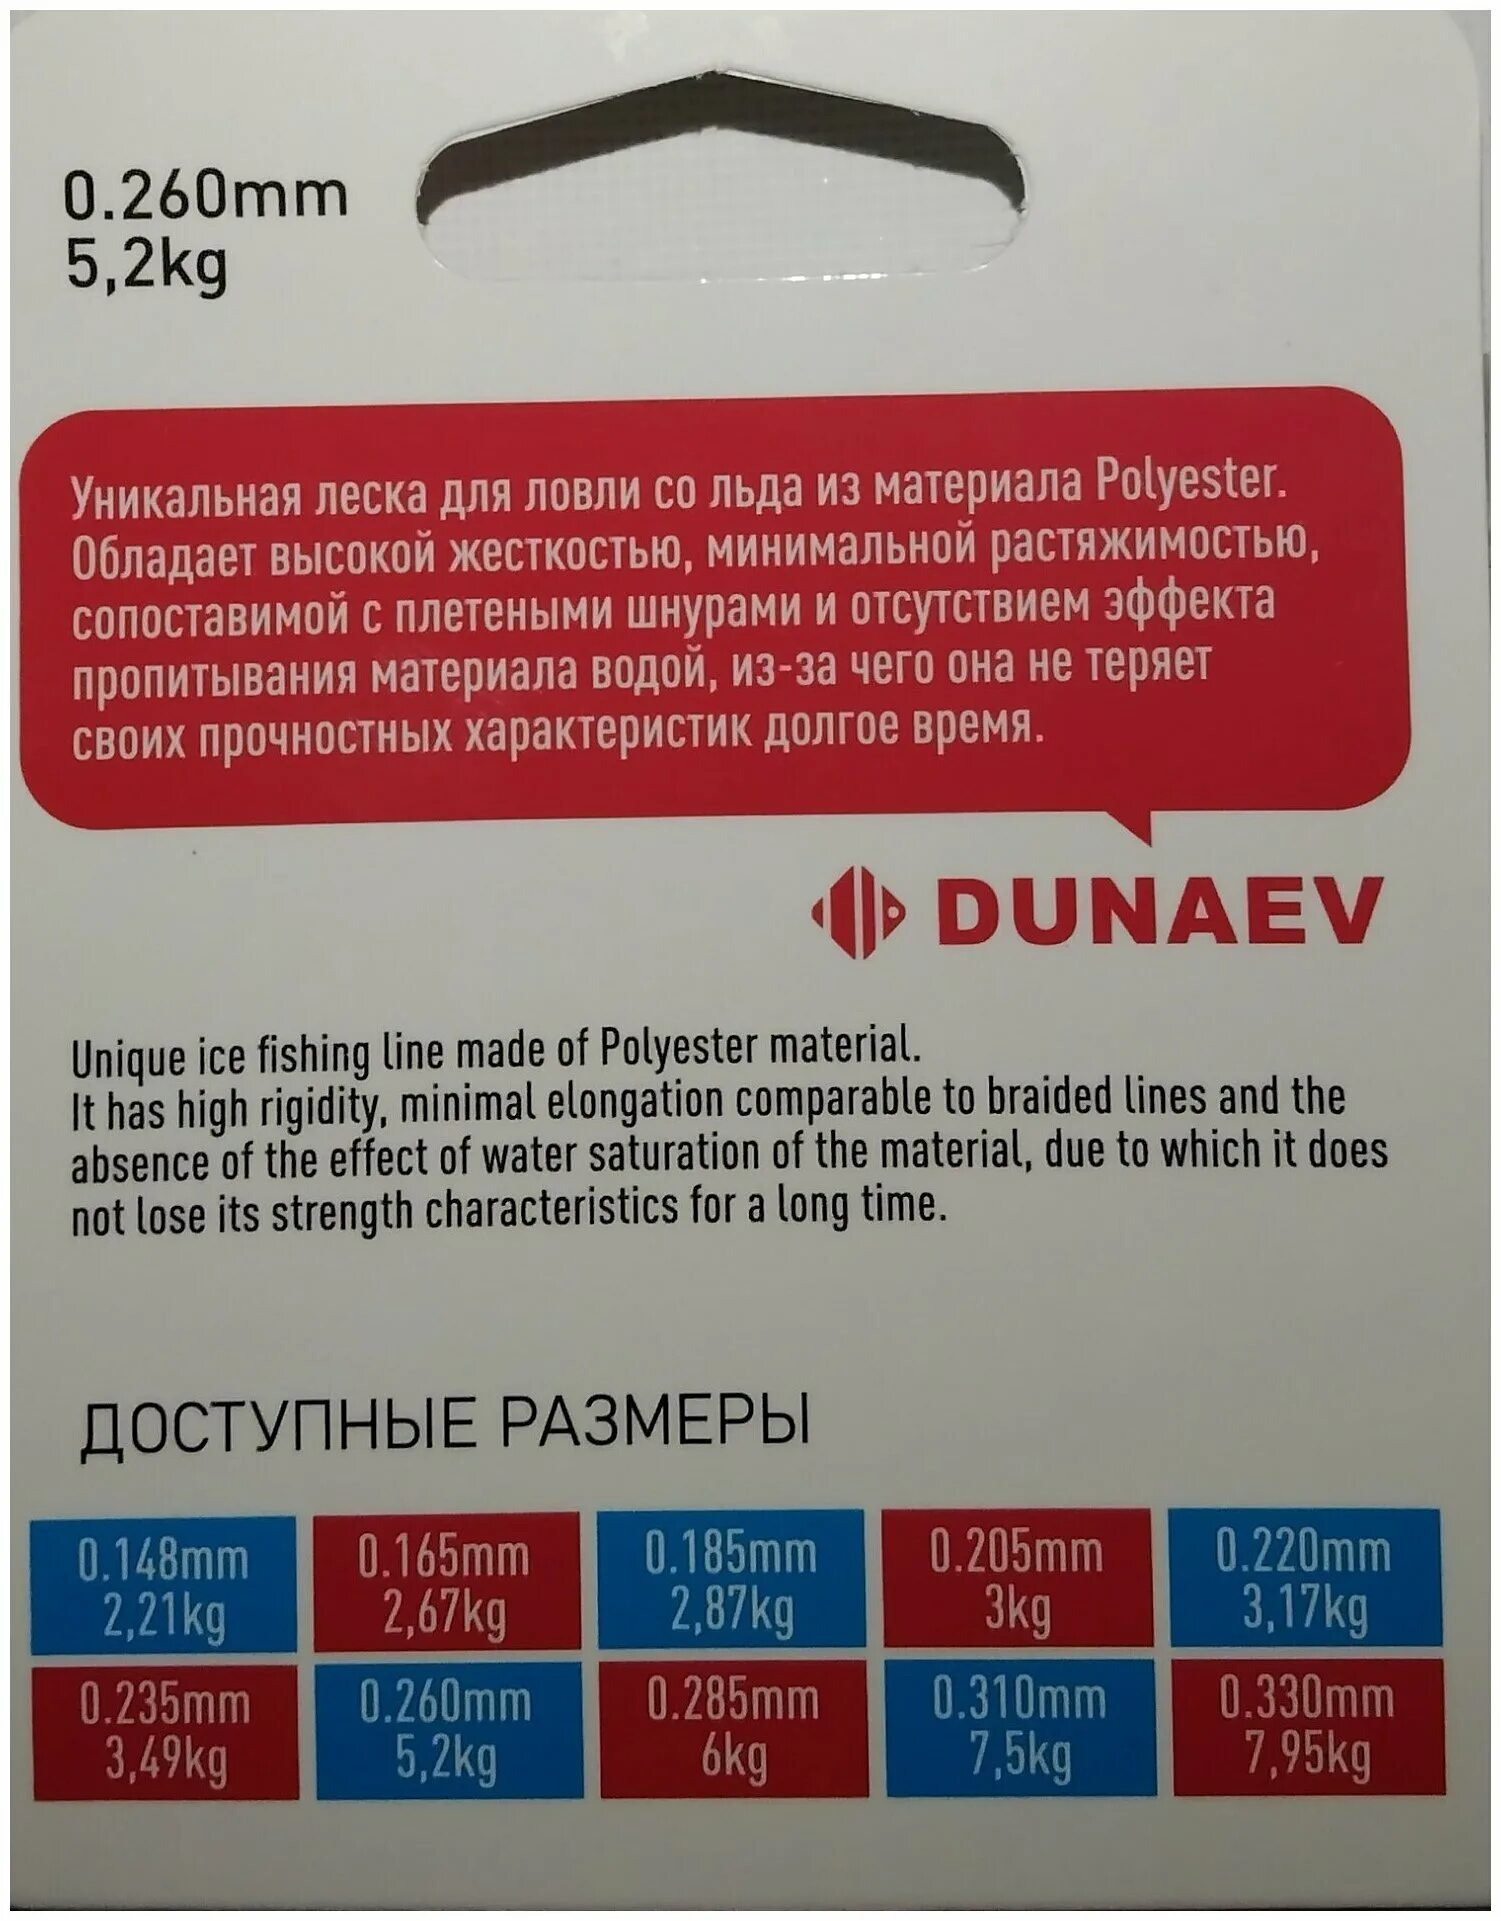 0.260mm
5,2kg
Уникальная леска для ловли со льда из материала Polyester.
Обладает высокой жесткостью, минимальной растяжимостью,
сопоставимой с плетеными шнурами и отсутствием эффекта
пропитывания материала водой, из-за чего она не теряет
своих прочностных характеристик долгое время.
DUNAEV
Unique ice fishing line made of Polyester material.
It has high rigidity, minimal elongation comparable to braided lines and the
absence of the effect of water saturation of the material, due to which it does
not lose its strength characteristics for a long time.
ДОСТУПНЫЕ РАЗМЕРЫ
0.148mm 0.165mm 0.185mm 0.205mm 0.220mm
2,21kg 2,67kg 2,87kg 3kg 3,17kg
0.235mm 0.260mm 0.285mm 0.310mm 0.330mm
3,49kg 5,2kg 6kg 7,5kg 7,95kg